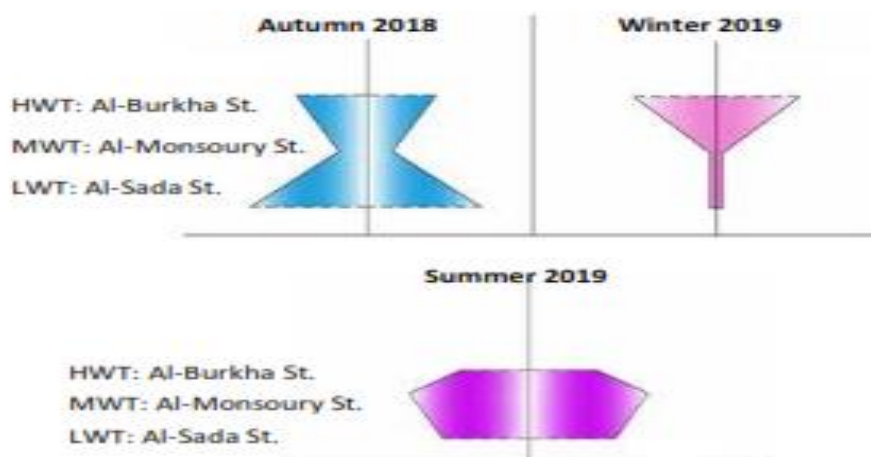 Autumn 2018
Winter 2019
HWT: Al-Burkha St.
MWT: Al-Monsoury St.
LWT: Al-Sada St.
Summer 2019
HWT: Al-Burkha St.
MWT: Al-Monsoury St.
LWT: Al-Sada St.